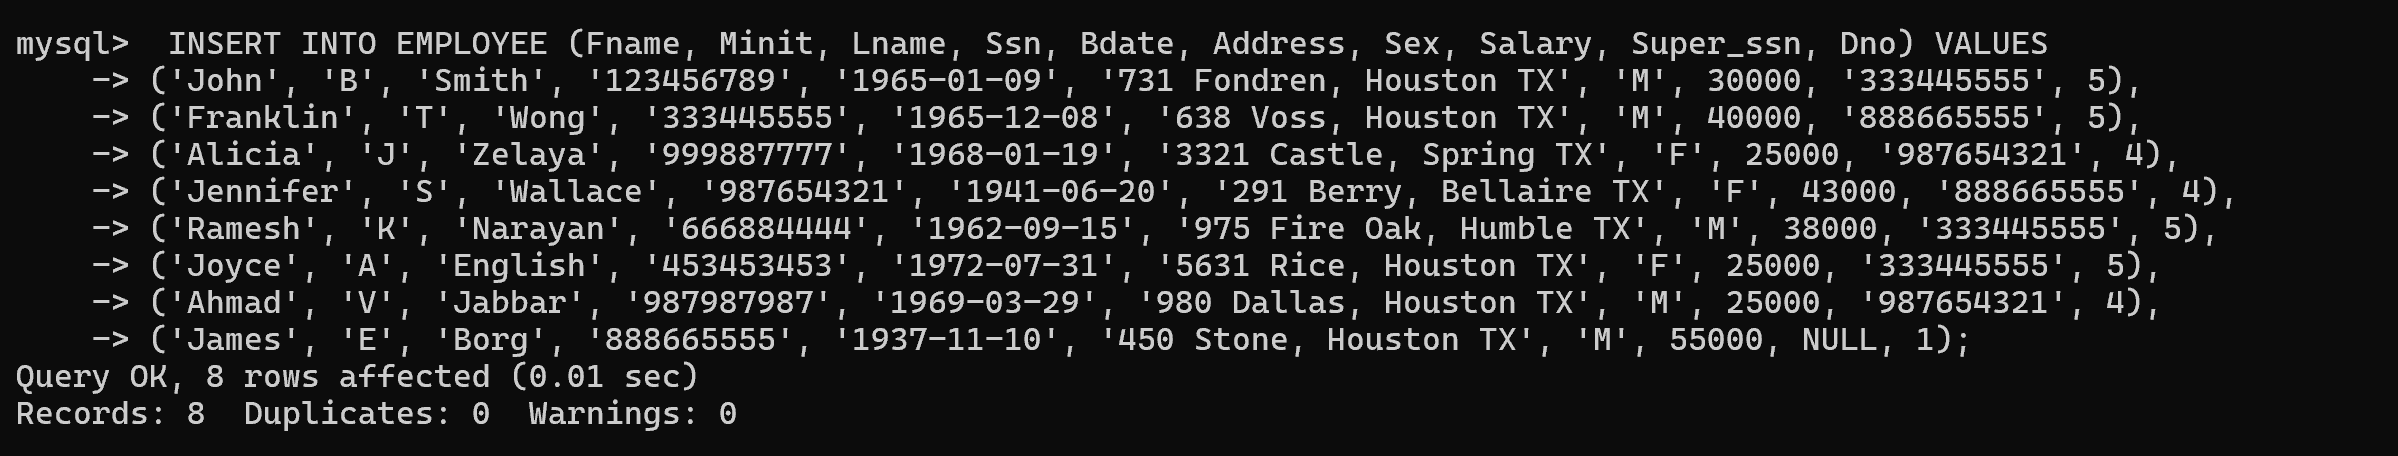 mysql>  INSERT INTO EMPLOYEE (Fname, Minit, Lname, Ssn, Bdate, Address, Sex, Salary, Super_ssn, Dno) VALUES
    -> ('John', 'B', 'Smith', '123456789', '1965-01-09', '731 Fondren, Houston TX', 'M', 30000, '333445555', 5),
    -> ('Franklin', 'T', 'Wong', '333445555', '1965-12-08', '638 Voss, Houston TX', 'M', 40000, '888665555', 5),
    -> ('Alicia', 'J', 'Zelaya', '999887777', '1968-01-19', '3321 Castle, Spring TX', 'F', 25000, '987654321', 4),
    -> ('Jennifer', 'S', 'Wallace', '987654321', '1941-06-20', '291 Berry, Bellaire TX', 'F', 43000, '888665555', 4),
    -> ('Ramesh', 'K', 'Narayan', '666884444', '1962-09-15', '975 Fire Oak, Humble TX', 'M', 38000, '333445555', 5),
    -> ('Joyce', 'A', 'English', '453453453', '1972-07-31', '5631 Rice, Houston TX', 'F', 25000, '333445555', 5),
    -> ('Ahmad', 'V', 'Jabbar', '987987987', '1969-03-29', '980 Dallas, Houston TX', 'M', 25000, '987654321', 4),
    -> ('James', 'E', 'Borg', '888665555', '1937-11-10', '450 Stone, Houston TX', 'M', 55000, NULL, 1);
Query OK, 8 rows affected (0.01 sec)
Records: 8  Duplicates: 0  Warnings: 0